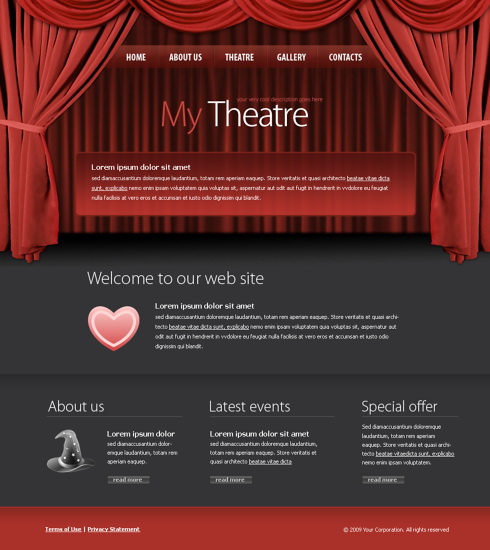 HOME ABOUT US THEATRE GALLERY CONTACTS
your very cool description goes here
My Theatre
Lorem ipsum dolor sit amet
sed diamaccusantium doloremque laudantium, totam rem aperiam eaquep. Store veritatis et quasi architecto beatae vitae dicta
sunt, explicabo nemo enim ipsam voluptatem quia voluptas sit, aspernatur aut odit aut fugit in vvdolore eu feugiat
nulla facilisis at vero eros et accumsan et iusto odio dignissim qui blandit.
Welcome to our web site
Lorem ipsum dolor sit amet
sed diamaccusantium doloremque laudantium, totam rem aperiam eaquep. Store veritatis et quasi archi-
tecto beatae vitae dicta sunt, explicabo nemo enim ipsam voluptatem quia voluptas sit, aspernatur aut
odit aut fugit in vvdolore eu feugiat nulla facilisis at vero eros et accumsan et iusto odio
dignissim qui blandit.
About us
Lorem ipsum dolor
sed diamaccusantium dolor-
emque laudantium, totam rem
aperiam eaquep.
read more
Latest events
Lorem ipsum dolor sit amet
sed diamaccusantium doloremque laudantium,
totam rem aperiam eaquep. Store veritatis et
quasi architecto beatae vitae dicta
read more
Special offer
Sed diamaccusantium
doloremque laudantium,
totam rem aperiam
eaquep. Store veritatis
et quasi archi-
tecto beatae vitaedicta sunt, explicabo
nemo enim ipsam voluptatem.
read more
Terms of Use | Privacy Statement
© 2009 Your Corporation. All rights reserved